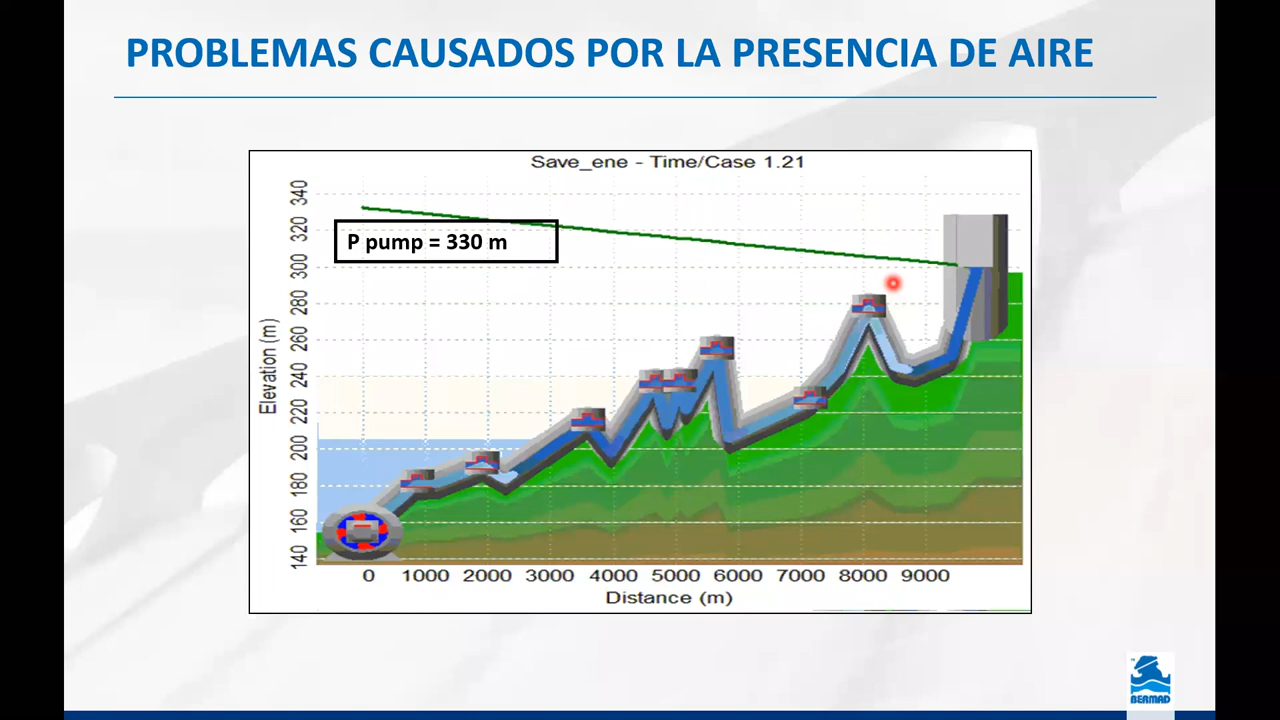 PROBLEMAS CAUSADOS POR LA PRESENCIA DE AIRE
Save_ene - Time/Case 1.21
340
320
300
280
260
240
220
200
180
160
140
Elevation (m)
P pump = 330 m
0 1000 2000 3000 4000 5000 6000 7000 8000 9000
Distance (m)
BERMAD